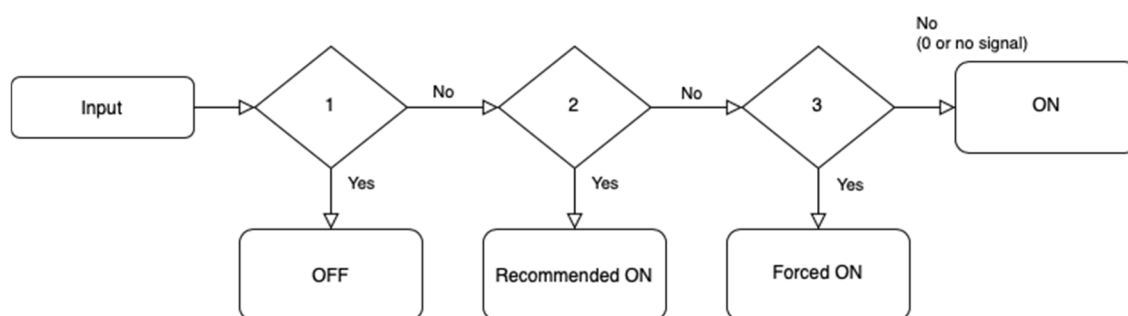 No
(0 or no signal)
Input
1
No
2
No
3
ON
Yes
Yes
Yes
OFF
Recommended ON
Forced ON